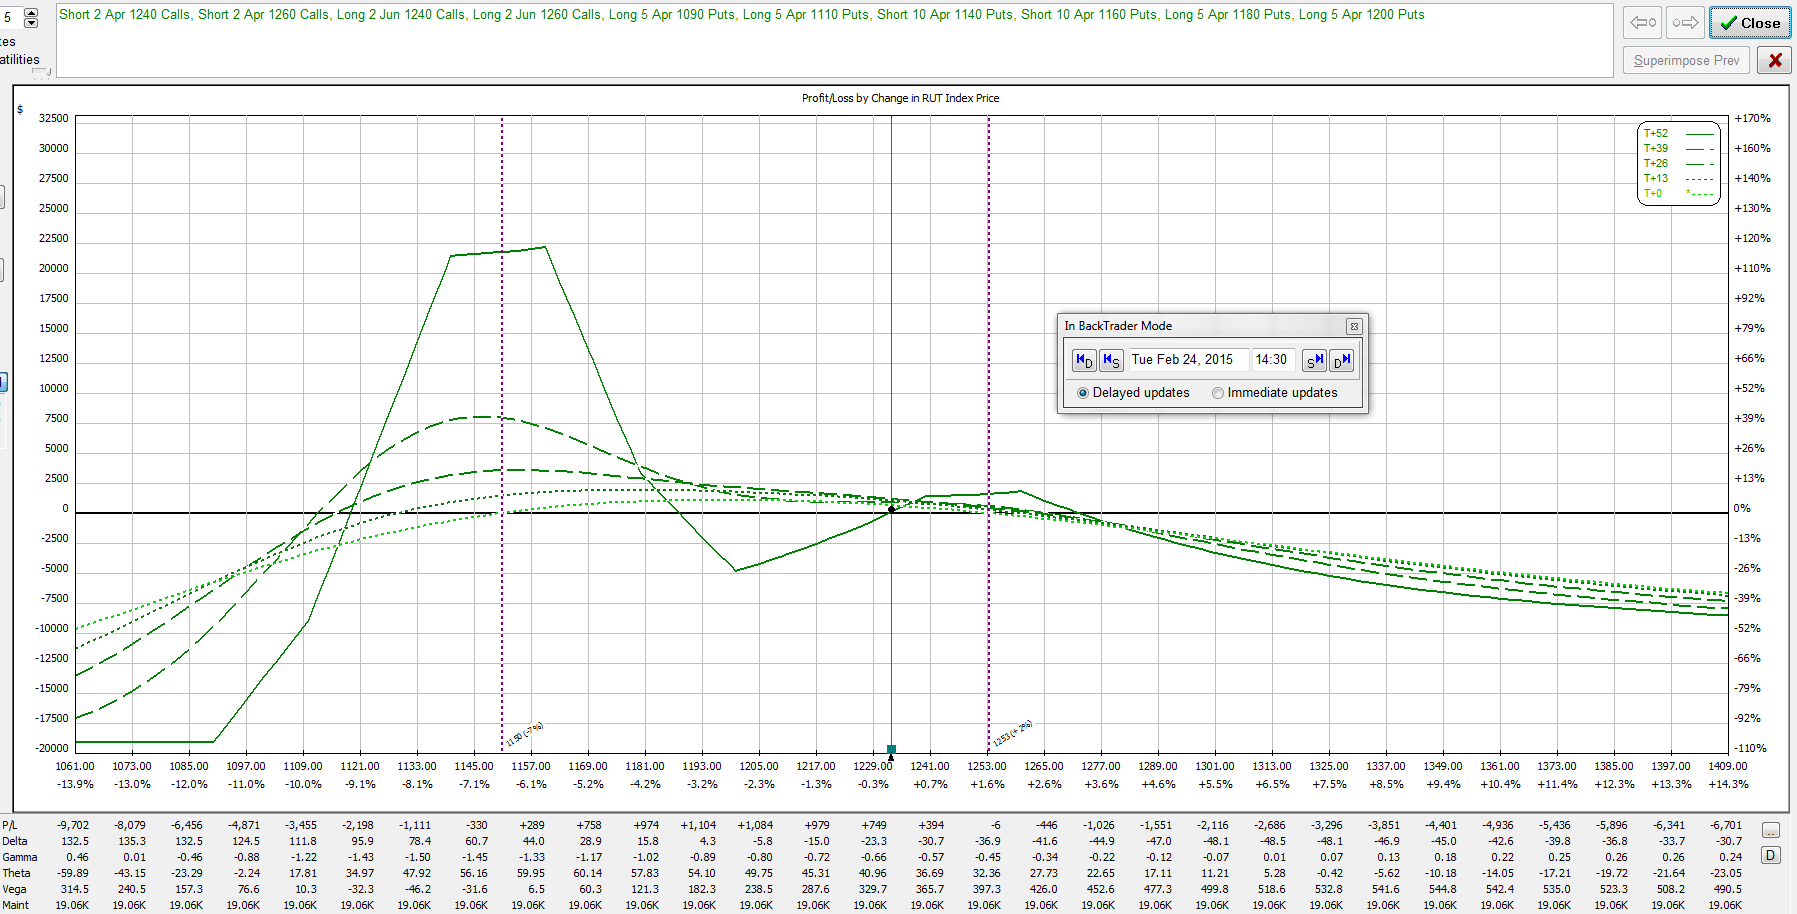 5
Short 2 Apr 1240 Calls, Short 2 Apr 1260 Calls, Long 2 Jun 1240 Calls, Long 2 Jun 1260 Calls, Long 5 Apr 1090 Puts, Long 5 Apr 1110 Puts, Short 10 Apr 1140 Puts, Short 10 Apr 1160 Puts, Long 5 Apr 1180 Puts, Long 5 Apr 1200 Puts
Close
tes
atilities
Superimpose Prev
Profit/Loss by Change in RUT Index Price
$
32500 +170%
30000 +160%
27500 +140%
25000 +130%
22500 +120%
20000 +110%
17500 +92%
15000 +79%
12500 +66%
10000 +52%
7500 +39%
5000 +26%
2500 +13%
0 0%
-2500 -13%
-5000 -26%
-7500 -39%
-10000 -52%
-12500 -66%
-15000 -79%
-17500 -92%
-20000 -110%
T+52
T+39
T+26
T+13
T+0 *
In BackTrader Mode
D S Tue Feb 24, 2015 14:30 S D
Delayed updates Immediate updates
1150 (-7%) 1253 (+2%)
1061.00 1073.00 1085.00 1097.00 1109.00 1121.00 1133.00 1145.00 1157.00 1169.00 1181.00 1193.00 1205.00 1217.00 1229.00 1241.00 1253.00 1265.00 1277.00 1289.00 1301.00 1313.00 1325.00 1337.00 1349.00 1361.00 1373.00 1385.00 1397.00 1409.00
-13.9% -13.0% -12.0% -11.0% -10.0% -9.1% -8.1% -7.1% -6.1% -5.2% -4.2% -3.2% -2.3% -1.3% -0.3% +0.7% +1.6% +2.6% +3.6% +4.6% +5.5% +6.5% +7.5% +8.5% +9.4% +10.4% +11.4% +12.3% +13.3% +14.3%
P/L -9,702 -8,079 -6,456 -4,871 -3,455 -2,198 -1,111 -330 +289 +758 +974 +1,104 +1,084 +979 +749 +394 -6 -446 -1,026 -1,551 -2,116 -2,686 -3,296 -3,851 -4,401 -4,936 -5,436 -5,896 -6,341 -6,701
Delta 132.5 135.3 132.5 124.5 111.8 95.9 78.4 60.7 44.0 28.9 15.8 4.3 -5.8 -15.0 -23.3 -30.7 -36.9 -41.6 -44.9 -47.0 -48.1 -48.5 -48.1 -46.9 -45.0 -42.6 -39.8 -36.8 -33.7 -30.7
Gamma 0.46 0.01 -0.46 -0.88 -1.22 -1.43 -1.50 -1.45 -1.33 -1.17 -1.02 -0.89 -0.80 -0.72 -0.66 -0.57 -0.45 -0.34 -0.22 -0.12 -0.07 0.01 0.07 0.13 0.18 0.22 0.25 0.26 0.26 0.24
D
Theta -59.89 -43.15 -23.29 -2.24 17.81 34.97 47.92 56.16 59.95 60.14 57.83 54.10 49.75 45.31 40.96 36.69 32.36 27.73 22.65 17.11 11.21 5.28 -0.42 -5.62 -10.18 -14.05 -17.21 -19.72 -21.64 -23.05
Vega 314.5 240.5 157.3 76.6 10.3 -32.3 -46.2 -31.6 6.5 60.3 121.3 182.3 238.5 287.6 329.7 365.7 397.3 426.0 452.6 477.3 499.8 518.6 532.8 541.6 544.8 542.4 535.0 523.3 508.2 490.5
Maint 19.06K 19.06K 19.06K 19.06K 19.06K 19.06K 19.06K 19.06K 19.06K 19.06K 19.06K 19.06K 19.06K 19.06K 19.06K 19.06K 19.06K 19.06K 19.06K 19.06K 19.06K 19.06K 19.06K 19.06K 19.06K 19.06K 19.06K 19.06K 19.06K 19.06K